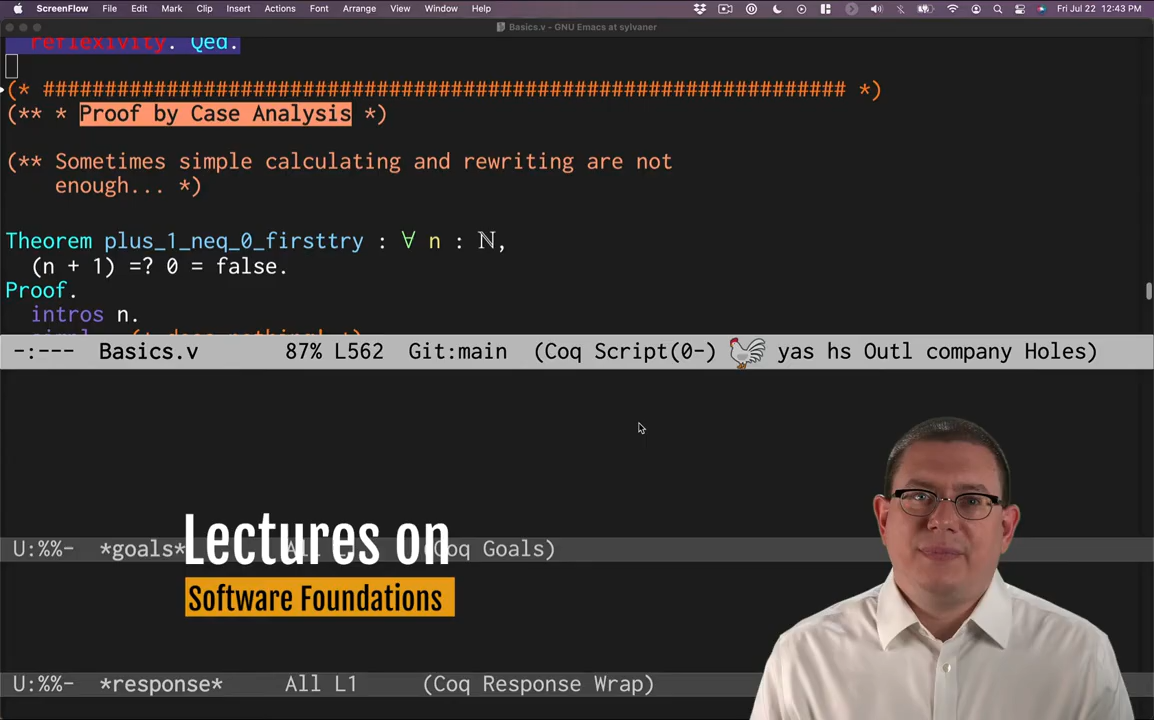 ScreenFlow File Edit Mark Clip Insert Actions Font Arrange View Window Help Fri Jul 22 12:43 PM
Basics.v - GNU Emacs at sylvaner
reflexivity. Qed.
(* ################################################################# *)
(** * Proof by Case Analysis *)
(** Sometimes simple calculating and rewriting are not
enough... *)
Theorem plus_1_neq_0_firsttry : ∀ n : ℕ,
(n + 1) =? 0 = false.
Proof.
intros n.
-:--- Basics.v 87% L562 Git:main (Coq Script(0-) yas hs Outl company Holes)
Lectures on
U:%%- *goals* All L1 (Coq Goals)
Software Foundations
U:%%- *response* All L1 (Coq Response Wrap)